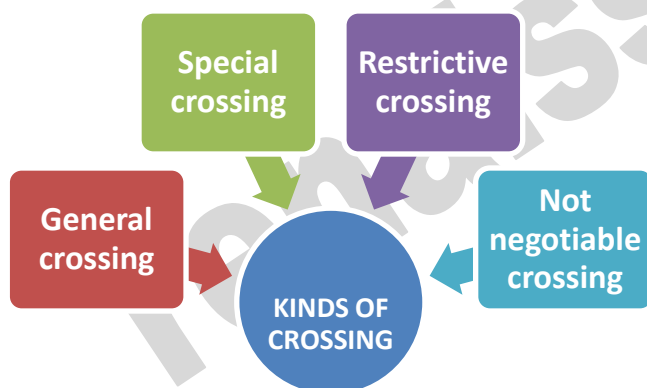 Special
crossing
Restrictive
crossing
General
crossing
Not
negotiable
crossing
KINDS OF
CROSSING